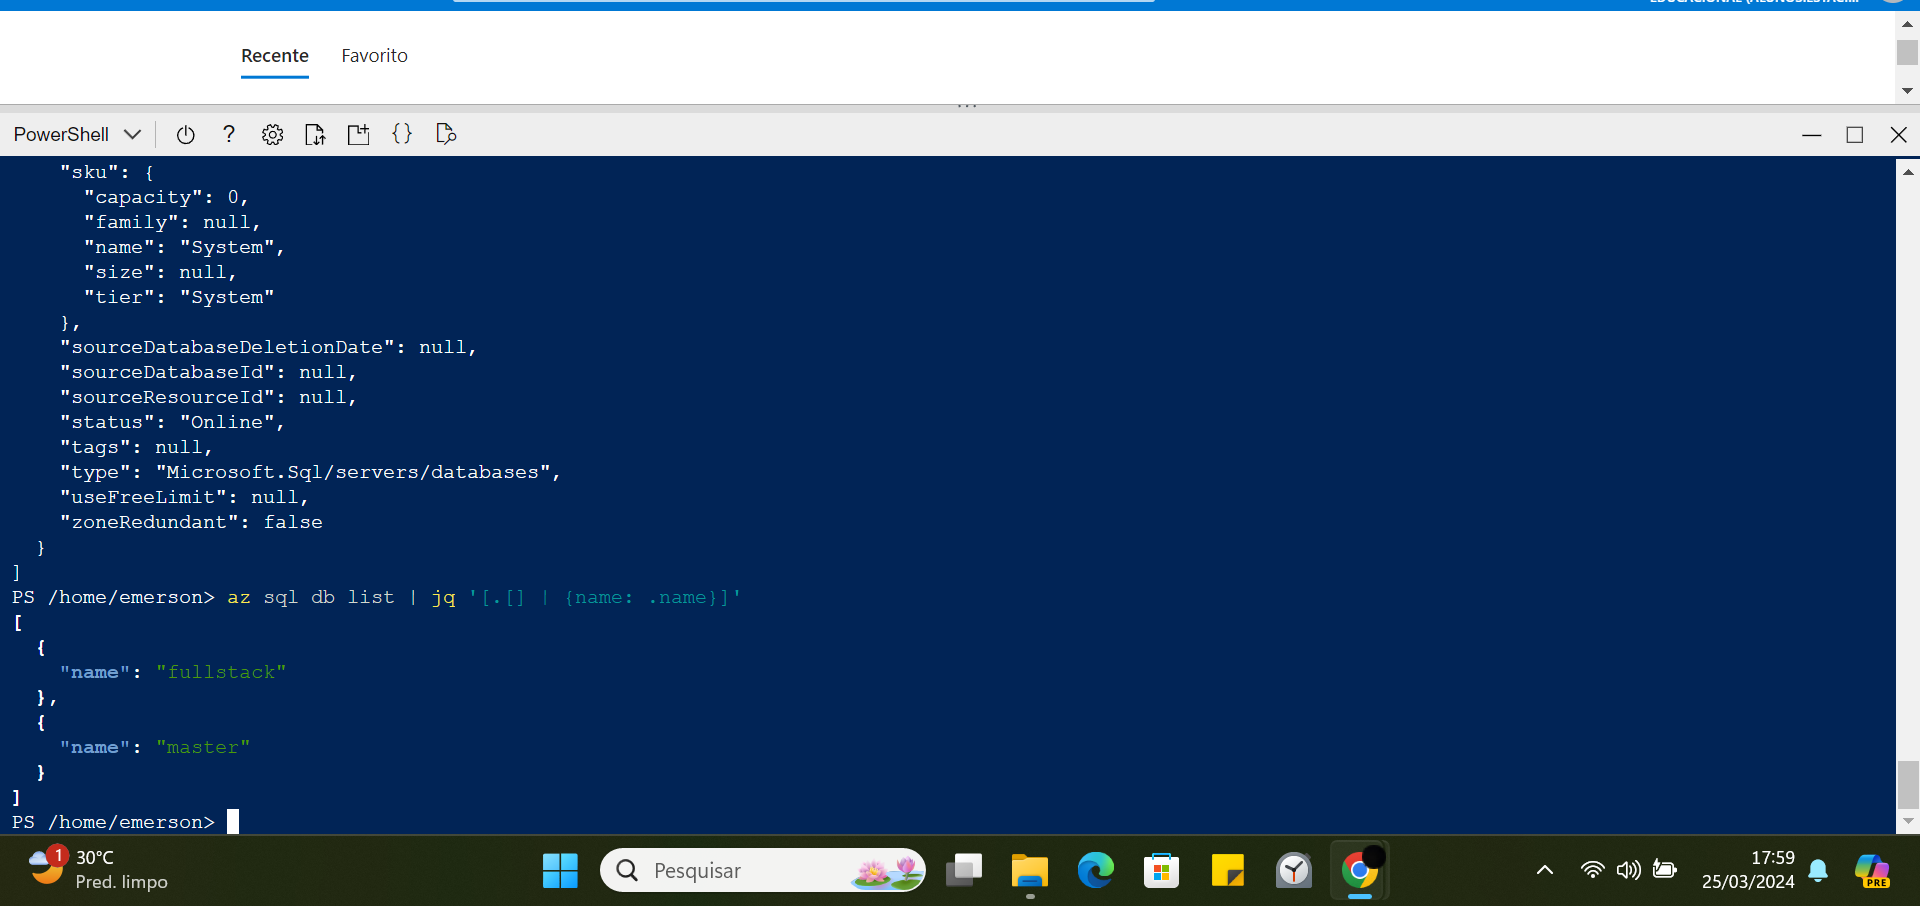 Recente Favorito
PowerShell
"sku": {
"capacity": 0,
"family": null,
"name": "System",
"size": null,
"tier": "System"
},
"sourceDatabaseDeletionDate": null,
"sourceDatabaseId": null,
"sourceResourceId": null,
"status": "Online",
"tags": null,
"type": "Microsoft.Sql/servers/databases",
"useFreeLimit": null,
"zoneRedundant": false
}
]
PS /home/emerson> az sql db list | jq '[.[] | {name: .name}]'
[
{
"name": "fullstack"
},
{
"name": "master"
}
]
PS /home/emerson>
1
30°C
Pred. limpo
Pesquisar
17:59
25/03/2024
PRE